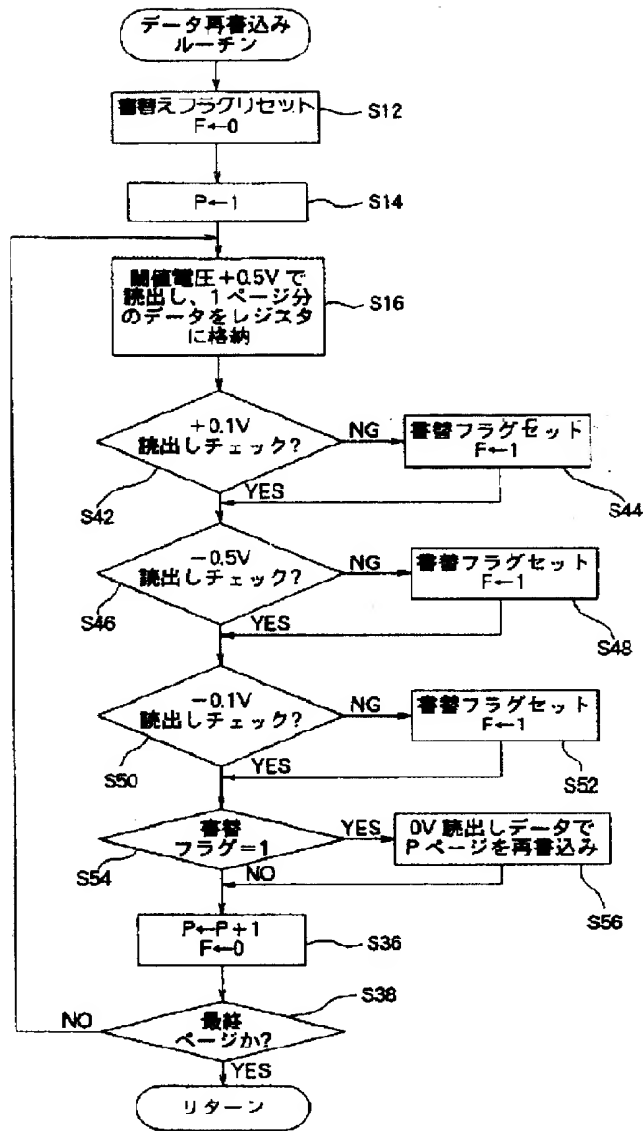 データ再書込み
ルーチン
書替えフラグリセット
F←0
S12
P←1
S14
閾値電圧+0.5Vで
読出し、1ページ分
のデータをレジスタ
に格納
S16
+0.1V
読出しチェック?
NG
書替フラグセット
F←1
S42
YES
S44
−0.5V
読出しチェック?
NG
書替フラグセット
F←1
S46
YES
S48
−0.1V
読出しチェック?
NG
書替フラグセット
F←1
S50
YES
S52
書替
フラグ=1
YES
0V読出しデータで
Pページを再書込み
S54
NO
S56
P←P+1
F←0
S36
S38
NO
最終
ページか?
YES
リターン